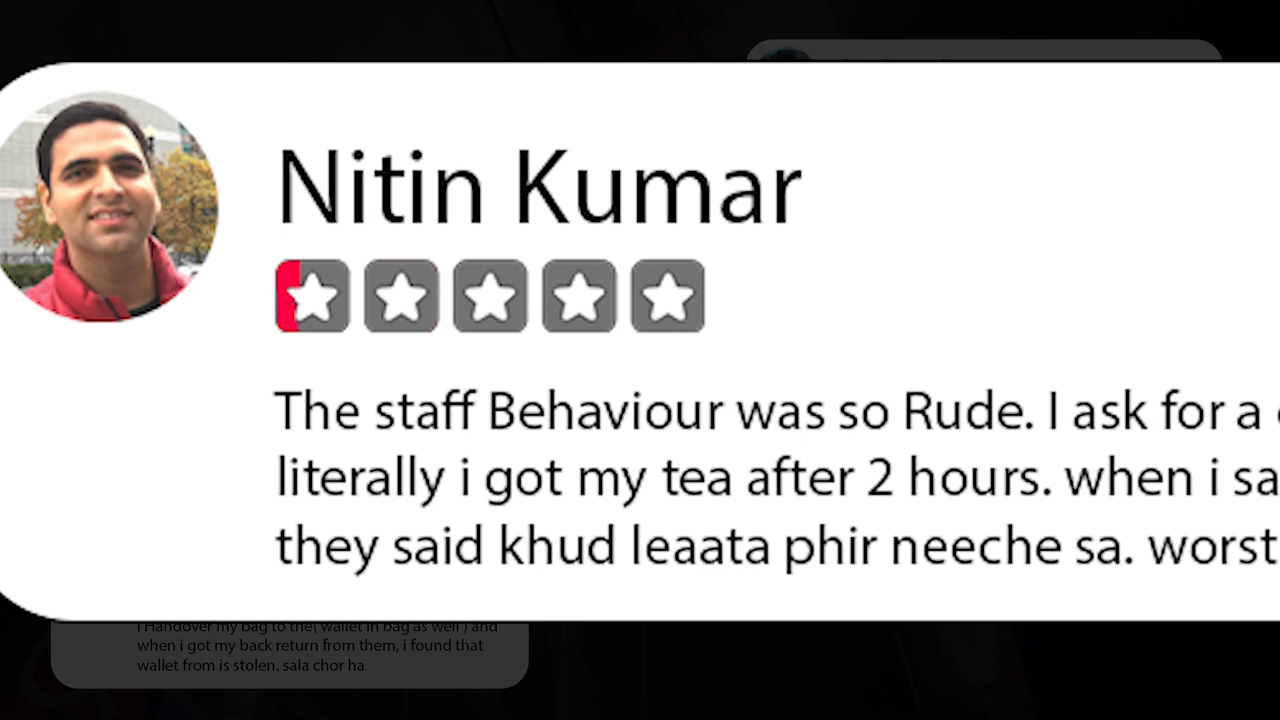 Nitin Kumar
The staff Behaviour was so Rude. I ask for a
literally i got my tea after 2 hours. when i sa
they said khud leaata phir neeche sa. worst
I Handover my bag to the( wallet in bag as well ) and
when i got my back return from them, i found that
wallet from is stolen. sala chor ha